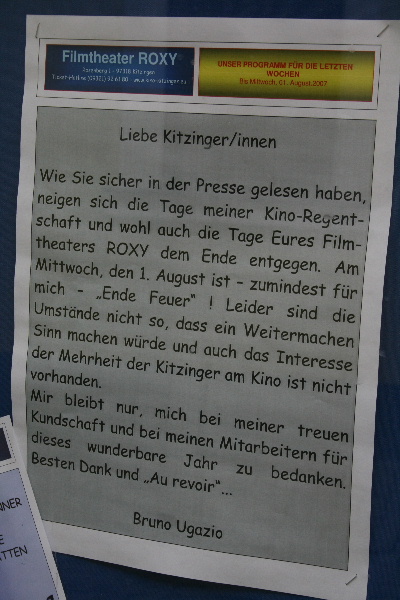 Filmtheater ROXY
Rosenberg 1 - 97318 Kitzingen
UNSER PROGRAMM FÜR DIE LETZTEN
WOCHEN
Bis Mittwoch, 01. August 2007
Liebe Kitzinger/innen
Wie Sie sicher in der Presse gelesen haben,
neigen sich die Tage meiner Kino-Regent-
schaft und wohl auch die Tage Eures Film-
theaters ROXY dem Ende entgegen. Am
Mittwoch, den 1. August ist - zumindest für
mich - „Ende Feuer" ! Leider sind die
Umstände nicht so, dass ein Weitermachen
Sinn machen würde und auch das Interesse
der Mehrheit der Kitzinger am Kino ist nicht
vorhanden.
Mir bleibt nur, mich bei meiner treuen
Kundschaft und bei meinen Mitarbeitern für
dieses wunderbare Jahr zu bedanken.
Besten Dank und „Au revoir"...
Bruno Ugazio